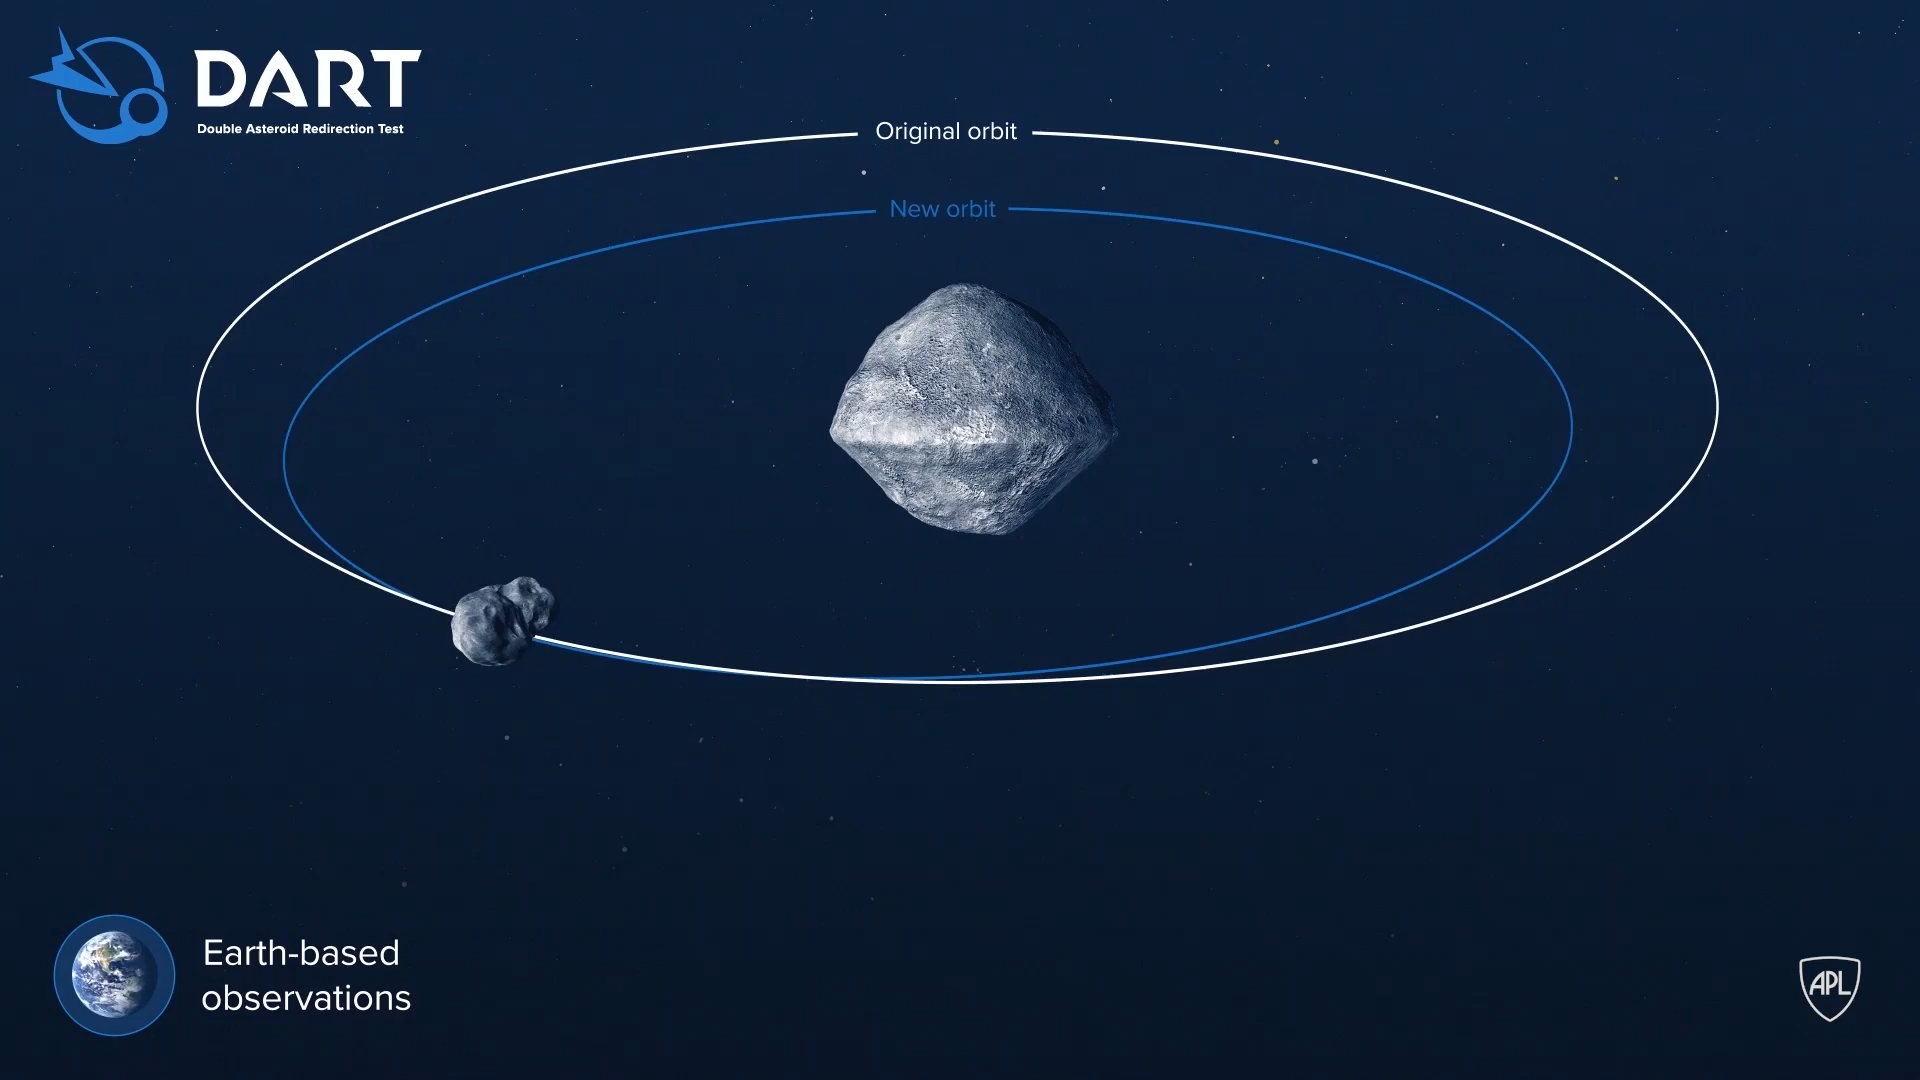 DART
Double Asteroid Redirection Test
Original orbit
New orbit
Earth-based
observations
APL